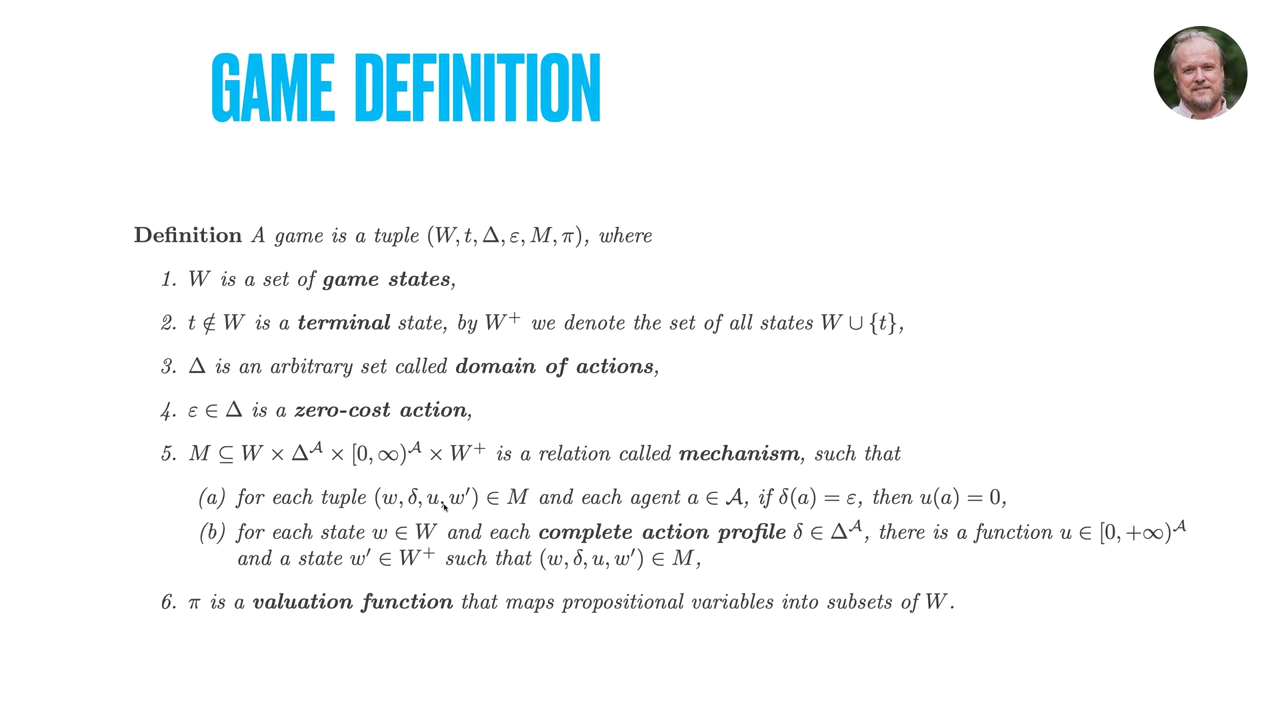 GAME DEFINITION
Definition A game is a tuple (W, t, Δ, ε, M, π), where
1. W is a set of game states,
2. t ∉ W is a terminal state, by W⁺ we denote the set of all states W ∪ {t},
3. Δ is an arbitrary set called domain of actions,
4. ε ∈ Δ is a zero-cost action,
5. M ⊆ W × Δ^𝒜 × [0, ∞)^𝒜 × W⁺ is a relation called mechanism, such that
(a) for each tuple (w, δ, u, w′) ∈ M and each agent a ∈ 𝒜, if δ(a) = ε, then u(a) = 0,
(b) for each state w ∈ W and each complete action profile δ ∈ Δ^𝒜, there is a function u ∈ [0, +∞)^𝒜
and a state w′ ∈ W⁺ such that (w, δ, u, w′) ∈ M,
6. π is a valuation function that maps propositional variables into subsets of W.